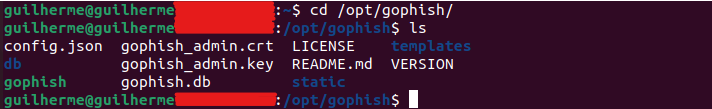 guilherme@guilherme :~$ cd /opt/gophish/
guilherme@guilherme :/opt/gophish$ ls
config.json gophish_admin.crt LICENSE templates
db gophish_admin.key README.md VERSION
gophish gophish.db static
guilherme@guilherme :/opt/gophish$